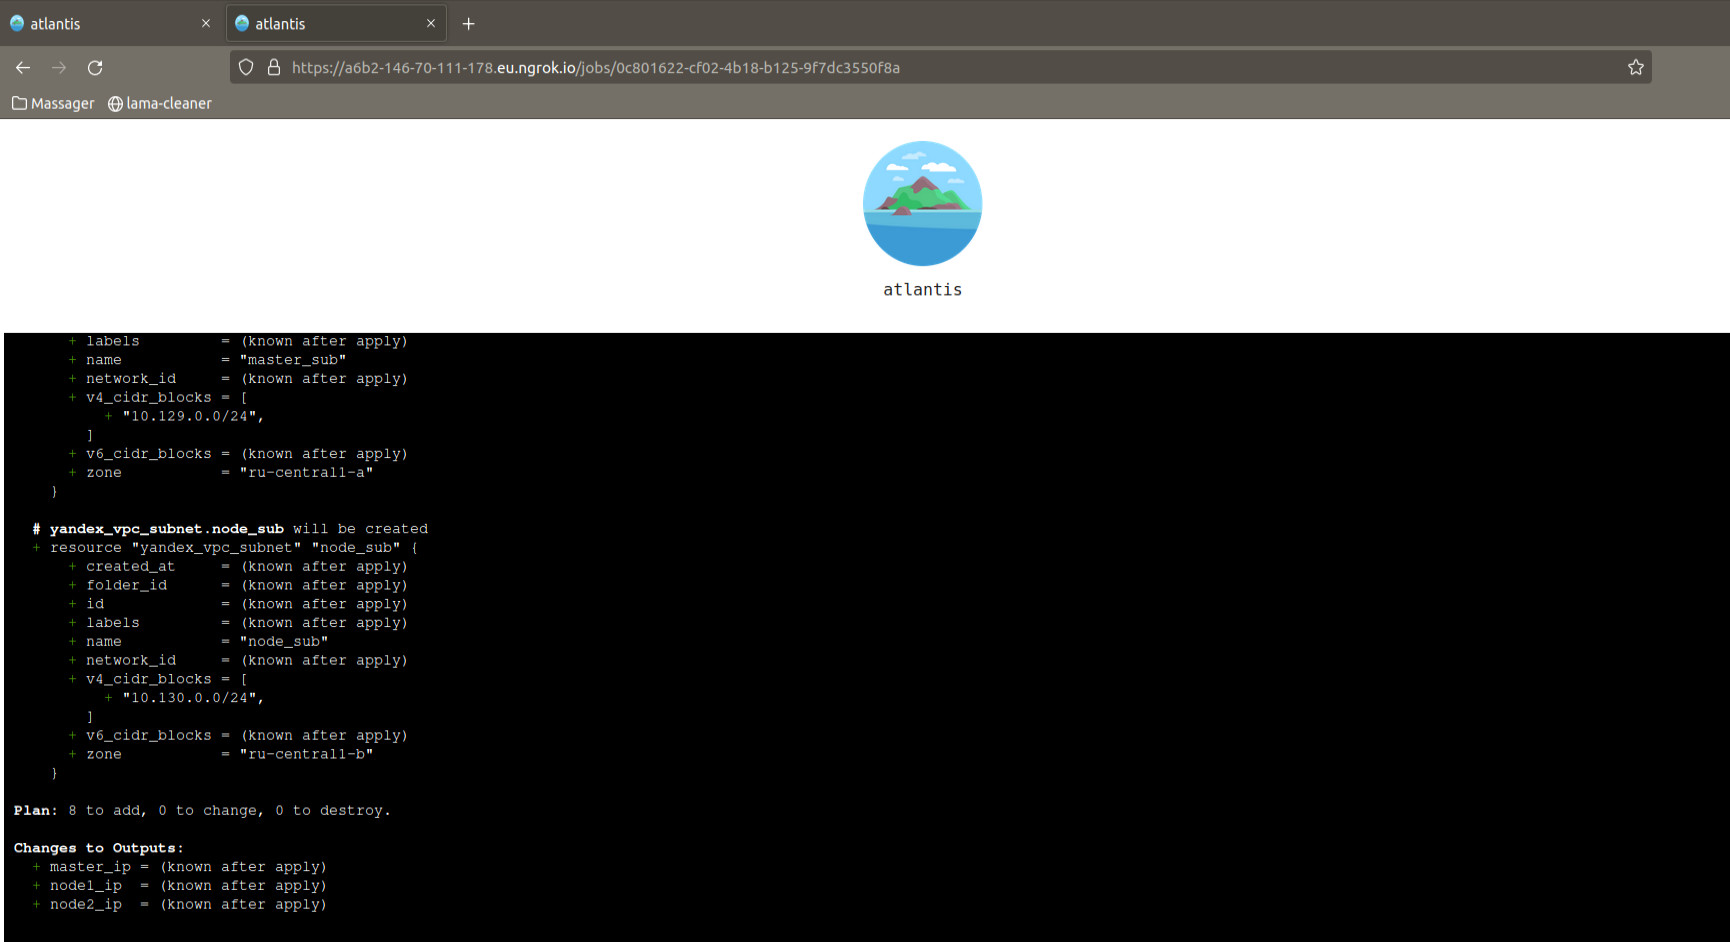 atlantis
atlantis
https://a6b2-146-70-111-178.eu.ngrok.io/jobs/0c801622-cf02-4b18-b125-9f7dc3550f8a
Massager lama-cleaner
atlantis
+ labels = (known after apply)
+ name = "master_sub"
+ network_id = (known after apply)
+ v4_cidr_blocks = [
+ "10.129.0.0/24",
]
+ v6_cidr_blocks = (known after apply)
+ zone = "ru-central1-a"
}
# yandex_vpc_subnet.node_sub will be created
+ resource "yandex_vpc_subnet" "node_sub" {
+ created_at = (known after apply)
+ folder_id = (known after apply)
+ id = (known after apply)
+ labels = (known after apply)
+ name = "node_sub"
+ network_id = (known after apply)
+ v4_cidr_blocks = [
+ "10.130.0.0/24",
]
+ v6_cidr_blocks = (known after apply)
+ zone = "ru-central1-b"
}
Plan: 8 to add, 0 to change, 0 to destroy.
Changes to Outputs:
+ master_ip = (known after apply)
+ node1_ip = (known after apply)
+ node2_ip = (known after apply)